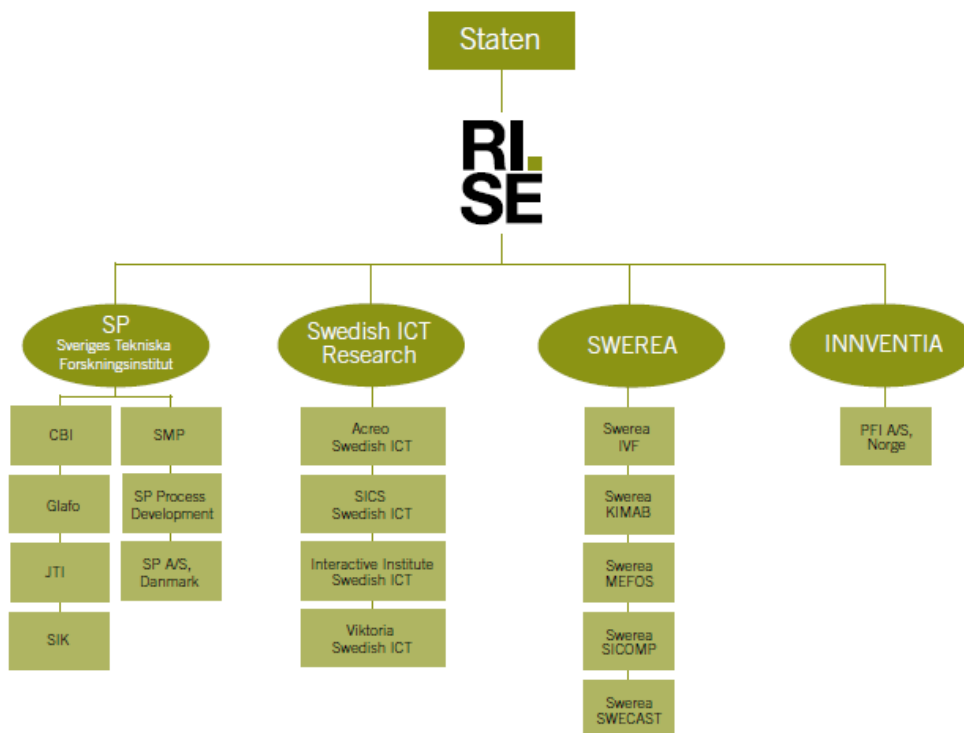 Staten
RI.
SE
SP
Sveriges Tekniska
Forskningsinstitut
Swedish ICT
Research
SWEREA
INNVENTIA
CBI
Glafo
JTI
SIK
SMP
SP Process
Development
SP A/S,
Danmark
Acreo
Swedish ICT
SICS
Swedish ICT
Interactive Institute
Swedish ICT
Viktoria
Swedish ICT
Swerea
IVF
Swerea
KIMAB
Swerea
MEFOS
Swerea
SICOMP
Swerea
SWECAST
PFI A/S,
Norge